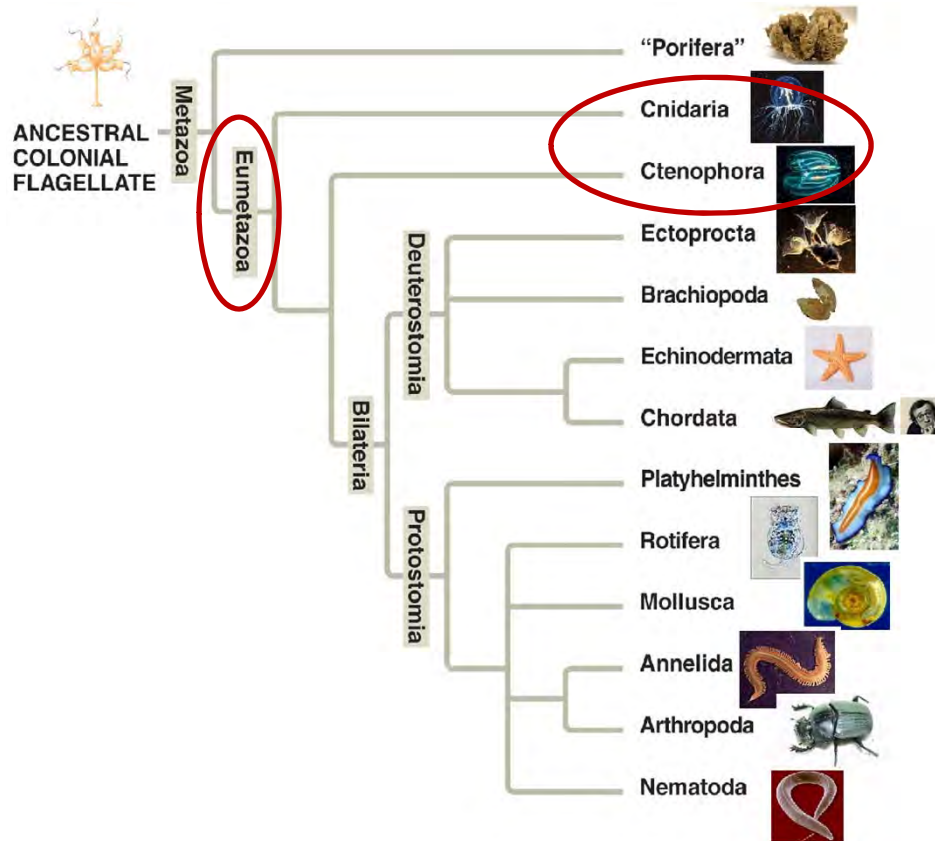 ANCESTRAL
COLONIAL
FLAGELLATE
Metazoa
Eumetazoa
Bilateria
Deuterostomia
Protostomia
“Porifera”
Cnidaria
Ctenophora
Ectoprocta
Brachiopoda
Echinodermata
Chordata
Platyhelminthes
Rotifera
Mollusca
Annelida
Arthropoda
Nematoda